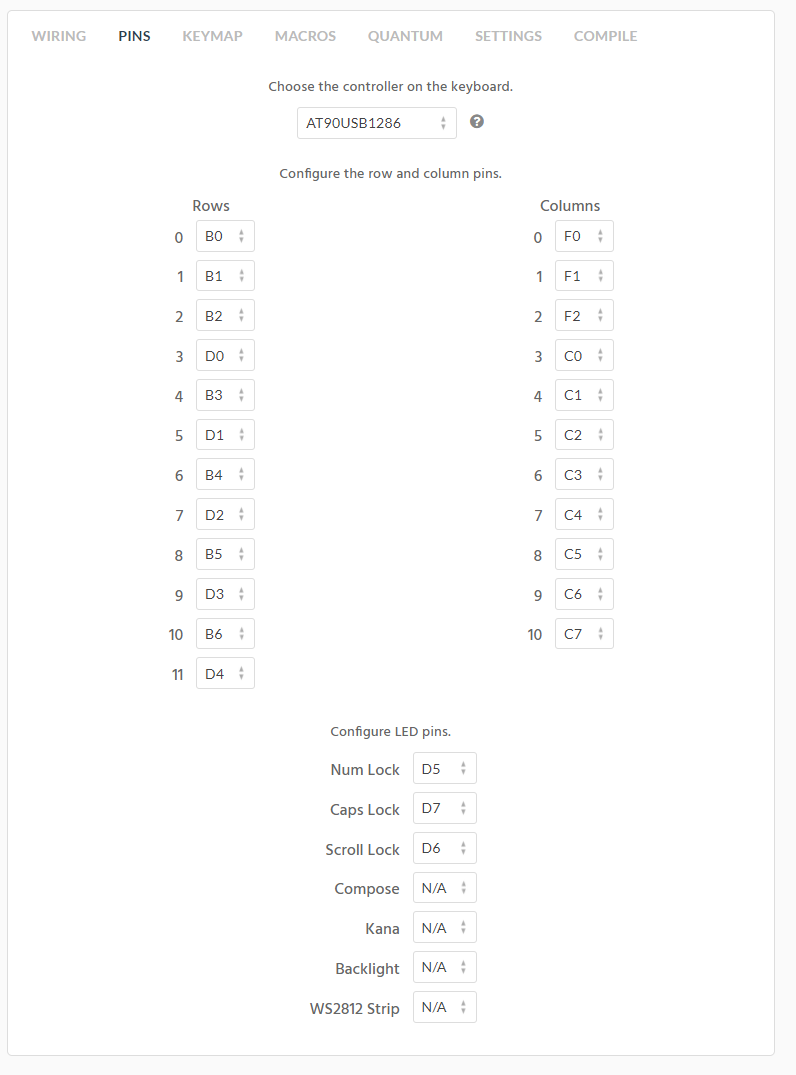 WIRING PINS KEYMAP MACROS QUANTUM SETTINGS COMPILE
Choose the controller on the keyboard.
AT90USB1286 ?
Configure the row and column pins.
Rows Columns
0 B0 0 F0
1 B1 1 F1
2 B2 2 F2
3 D0 3 C0
4 B3 4 C1
5 D1 5 C2
6 B4 6 C3
7 D2 7 C4
8 B5 8 C5
9 D3 9 C6
10 B6 10 C7
11 D4
Configure LED pins.
Num Lock D5
Caps Lock D7
Scroll Lock D6
Compose N/A
Kana N/A
Backlight N/A
WS2812 Strip N/A